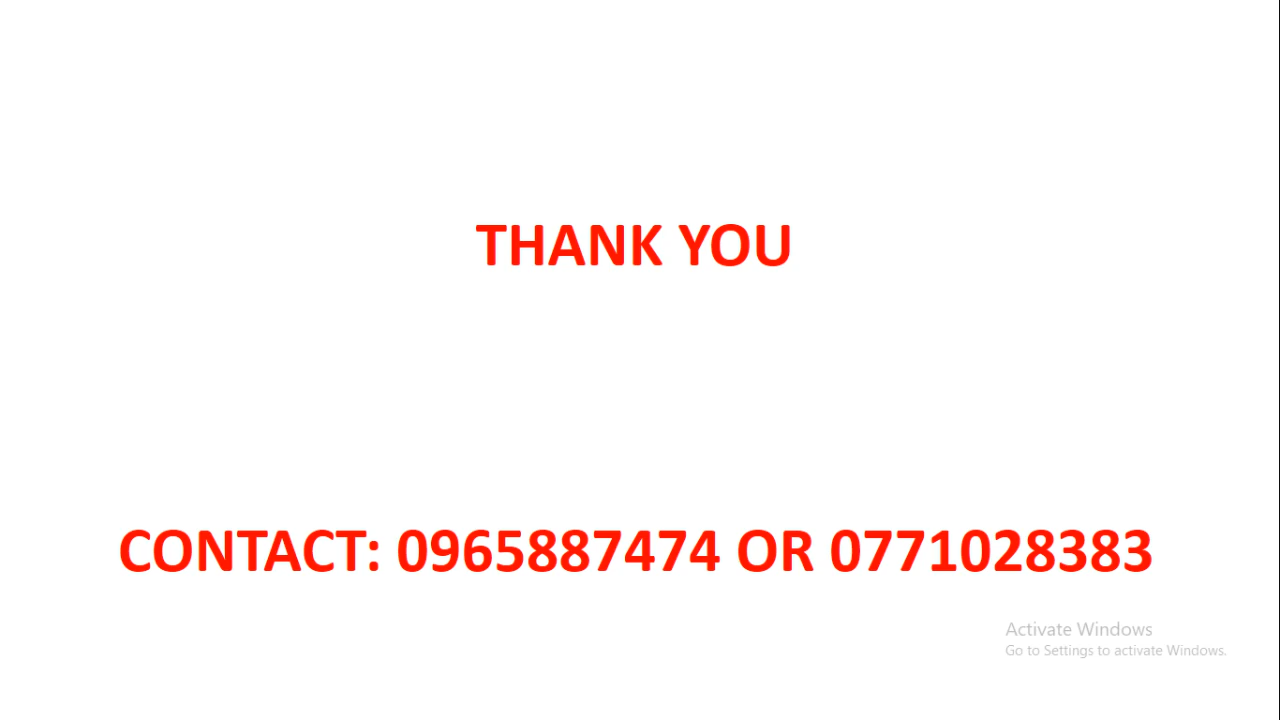 THANK YOU
CONTACT: 0965887474 OR 0771028383
Activate Windows
Go to Settings to activate Windows.